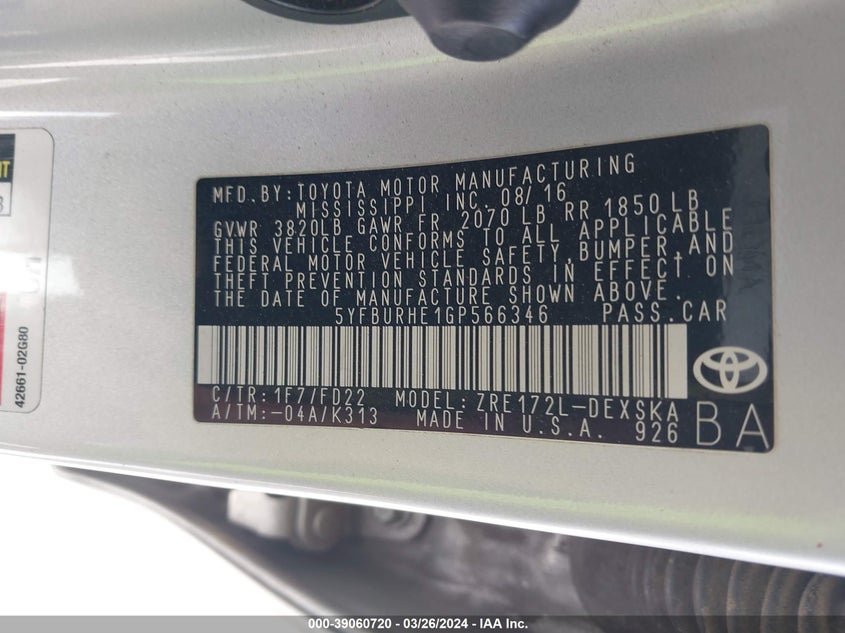 MFD.BY:TOYOTA MOTOR MANUFACTURING
MISSISSIPPI INC. 08/16
GVWR 3820LB GAWR FR 2070 LB RR 1850 LB
THIS VEHICLE CONFORMS TO ALL APPLICABLE
FEDERAL MOTOR VEHICLE SAFETY,BUMPER,AND
THEFT PREVENTION STANDARDS IN EFFECT ON
THE DATE OF MANUFACTURE SHOWN ABOVE.
5YFBURHE1GP566346 PASS.CAR
C/TR:1F7/FD22 MODEL:ZRE172L-DEXSKA
A/TM:-04A/K313 MADE IN U.S.A. 926
BA
42661-02G80
000-39060720 — 03/26/2024 — IAA Inc.